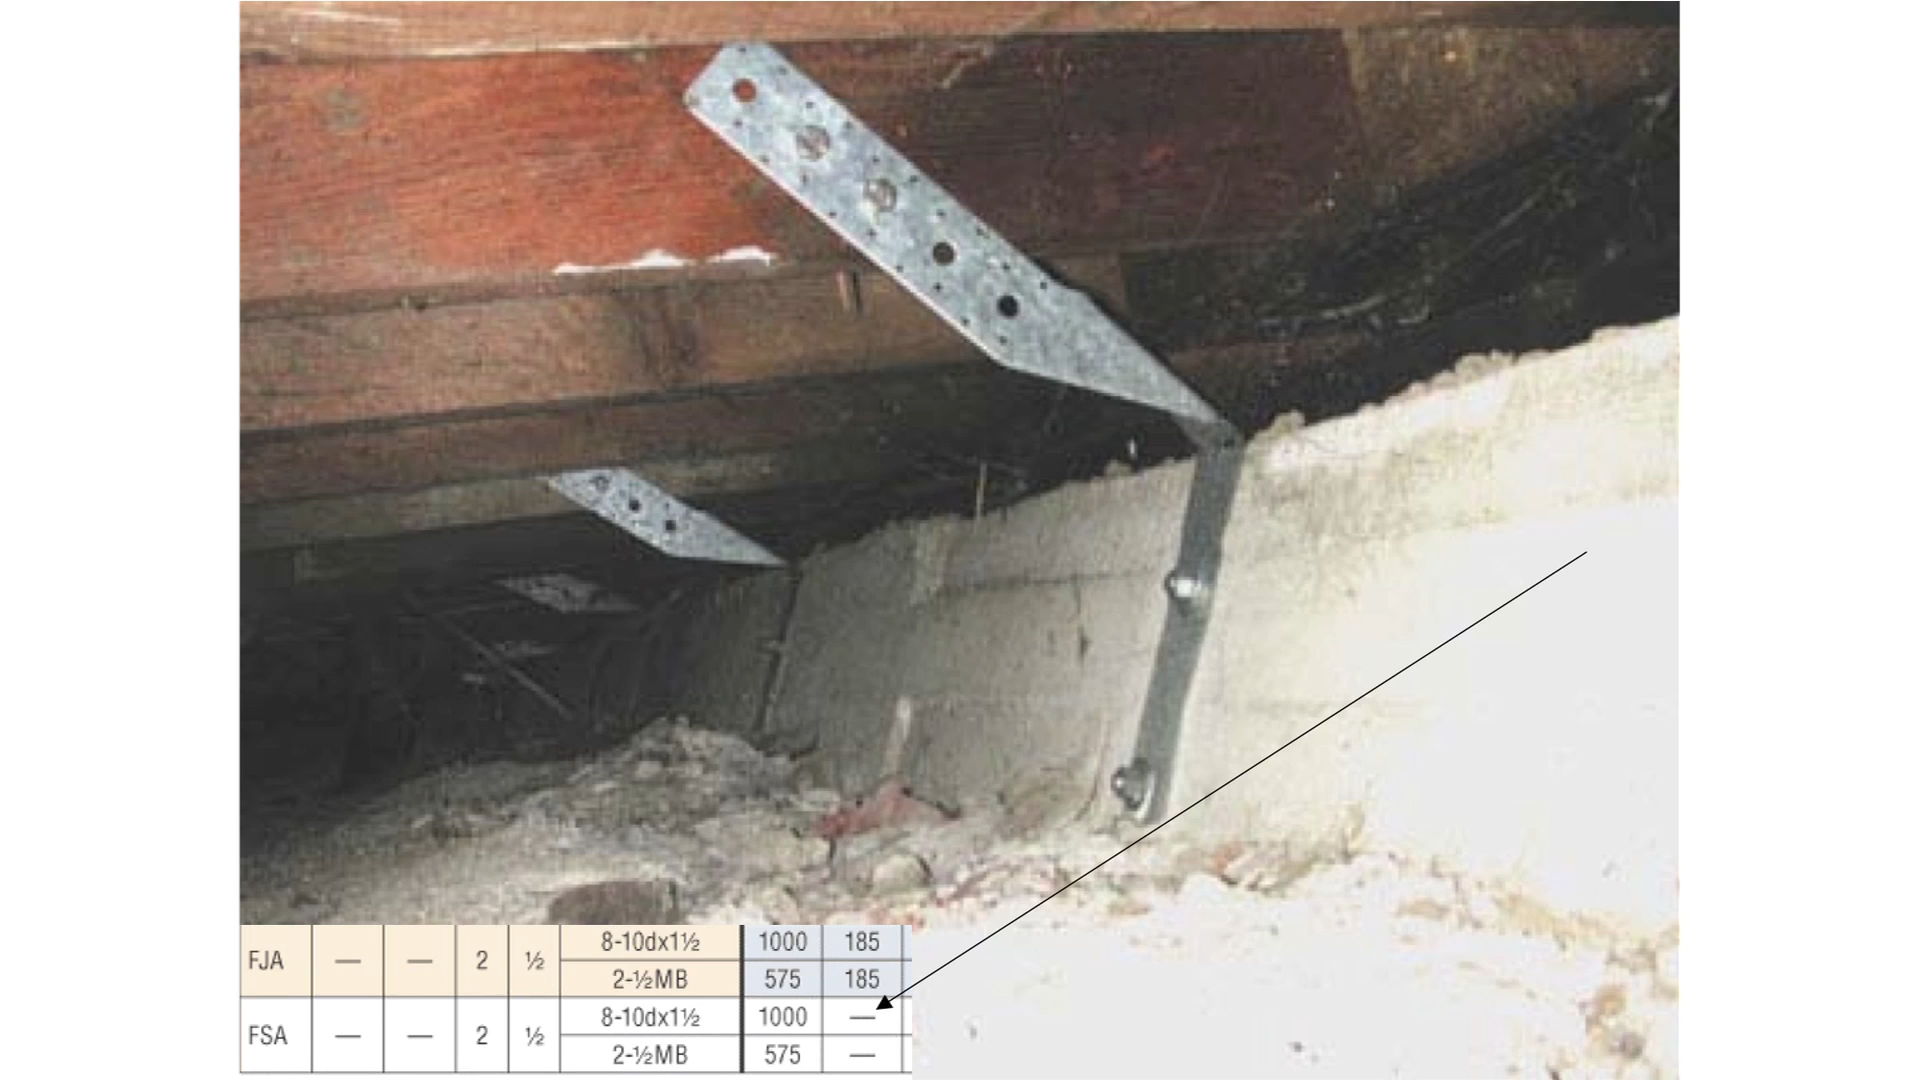 FJA — — 2 ½ 8-10dx1½ 1000 185
2-½MB 575 185
FSA — — 2 ½ 8-10dx1½ 1000 —
2-½MB 575 —